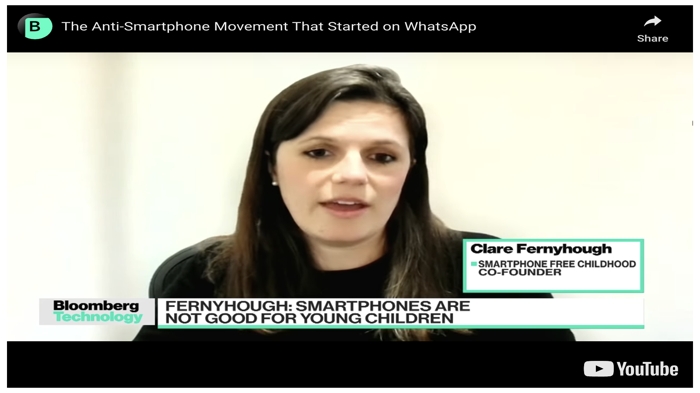 B
The Anti-Smartphone Movement That Started on WhatsApp
Share
Clare Fernyhough
SMARTPHONE FREE CHILDHOOD
CO-FOUNDER
Bloomberg
Technology
FERNYHOUGH: SMARTPHONES ARE
NOT GOOD FOR YOUNG CHILDREN
YouTube